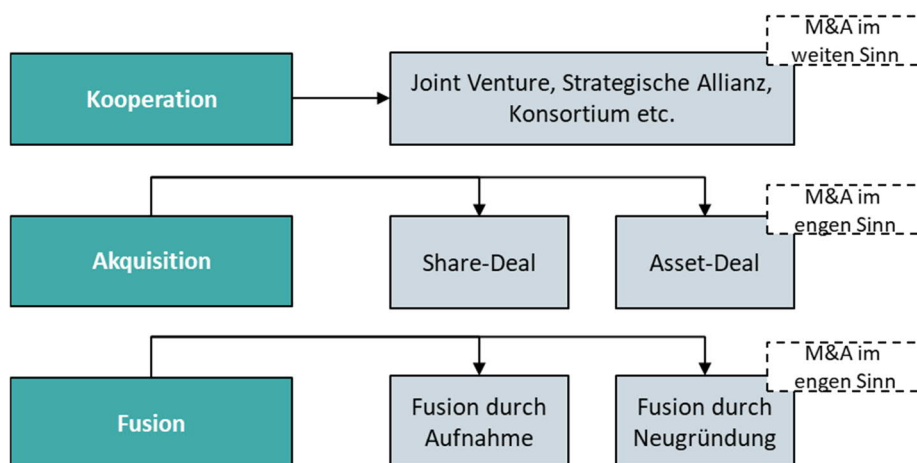 M&A im
weiten Sinn
Kooperation
Joint Venture, Strategische Allianz,
Konsortium etc.
M&A im
engen Sinn
Akquisition
Share-Deal
Asset-Deal
M&A im
engen Sinn
Fusion
Fusion durch
Aufnahme
Fusion durch
Neugründung